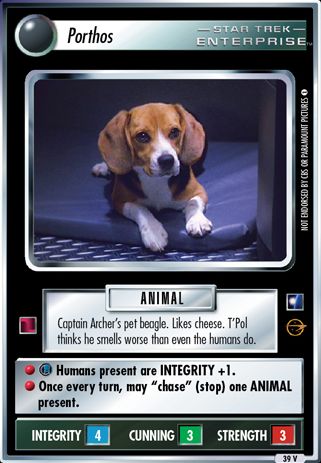 Porthos
STAR TREK
ENTERPRISE™
NOT ENDORSED BY CBS OR PARAMOUNT PICTURES
ANIMAL
Captain Archer's pet beagle. Likes cheese. T'Pol
thinks he smells worse than even the humans do.
Humans present are INTEGRITY +1.
Once every turn, may “chase” (stop) one ANIMAL
present.
INTEGRITY 4 CUNNING 3 STRENGTH 3
39 V